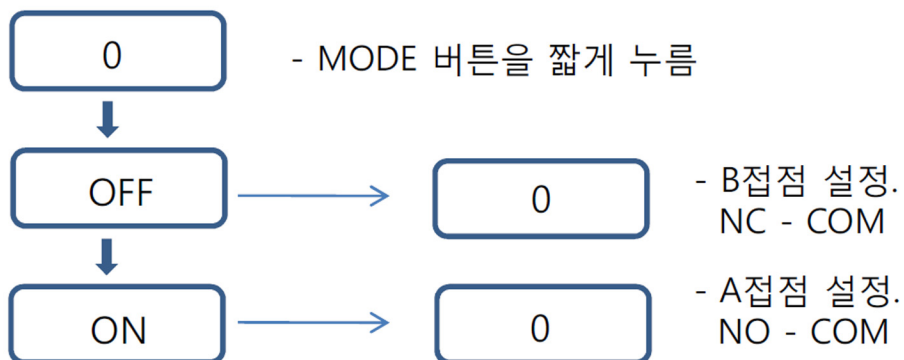 0
- MODE 버튼을 짧게 누름
OFF
0
- B접점 설정.
NC - COM
ON
0
- A접점 설정.
NO - COM